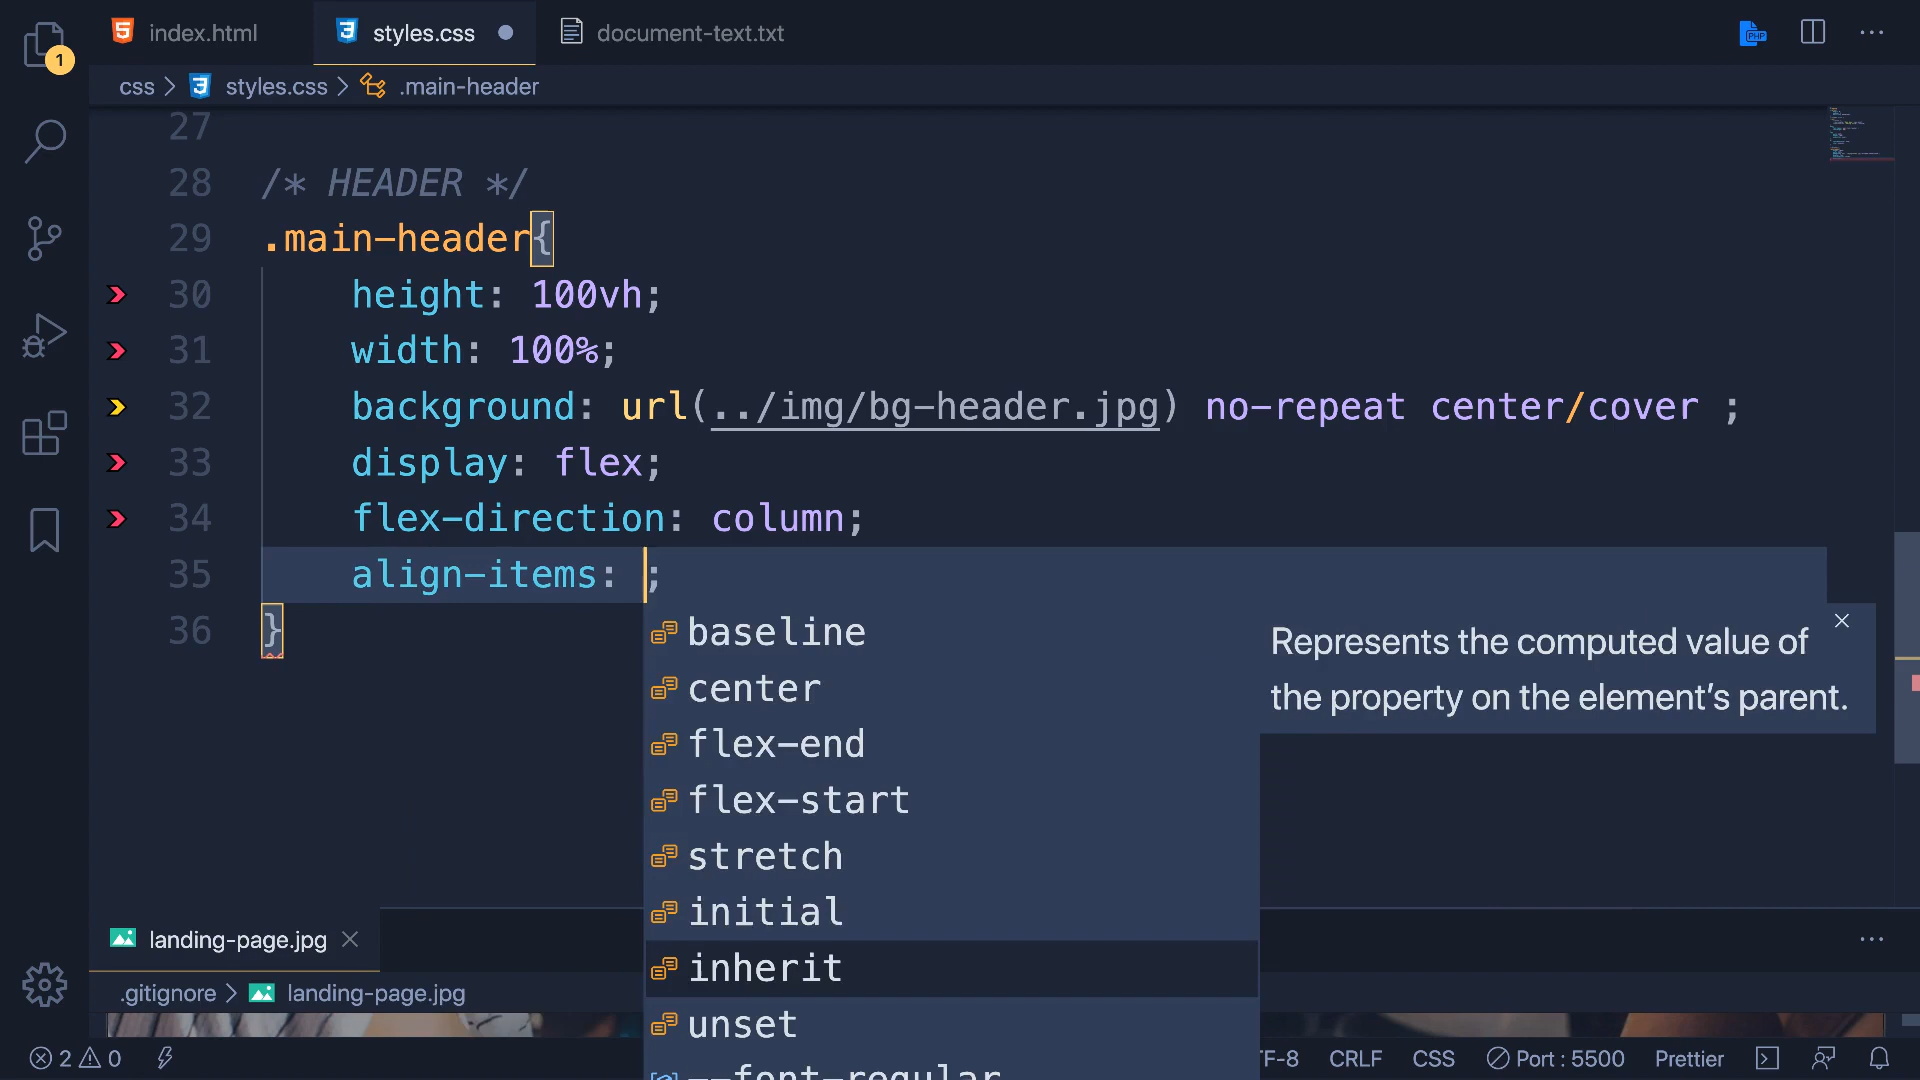 index.html
styles.css
document-text.txt
1
css
styles.css
.main-header
27
28 /* HEADER */
29 .main-header{
30 height: 100vh;
31 width: 100%;
32 background: url(../img/bg-header.jpg) no-repeat center/cover ;
33 display: flex;
34 flex-direction: column;
35 align-items: ;
36 }
baseline
center
flex-end
flex-start
stretch
initial
inherit
unset
--font-regular
Represents the computed value of
the property on the element’s parent.
landing-page.jpg
.gitignore
landing-page.jpg
2 0
TF-8
CRLF
CSS
Port : 5500
Prettier